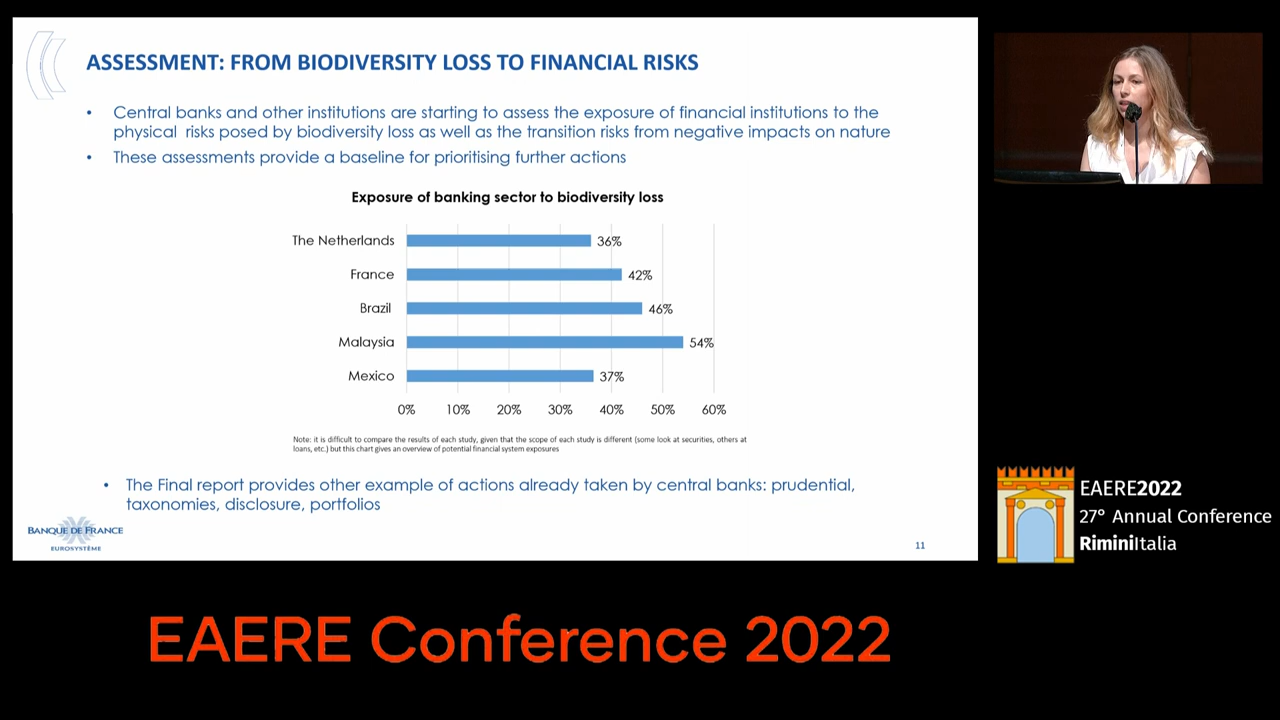 ASSESSMENT: FROM BIODIVERSITY LOSS TO FINANCIAL RISKS
• Central banks and other institutions are starting to assess the exposure of financial institutions to the
physical risks posed by biodiversity loss as well as the transition risks from negative impacts on nature
• These assessments provide a baseline for prioritising further actions
Exposure of banking sector to biodiversity loss
The Netherlands 36%
France 42%
Brazil 46%
Malaysia 54%
Mexico 37%
0% 10% 20% 30% 40% 50% 60%
Note: it is difficult to compare the results of each study, given that the scope of each study is different (some look at securities, others at
loans, etc.) but this chart gives an overview of potential financial system exposures
• The Final report provides other example of actions already taken by central banks: prudential,
taxonomies, disclosure, portfolios
BANQUE DE FRANCE
EUROSYSTÈME
11
EAERE2022
27° Annual Conference
RiminiItalia
EAERE Conference 2022